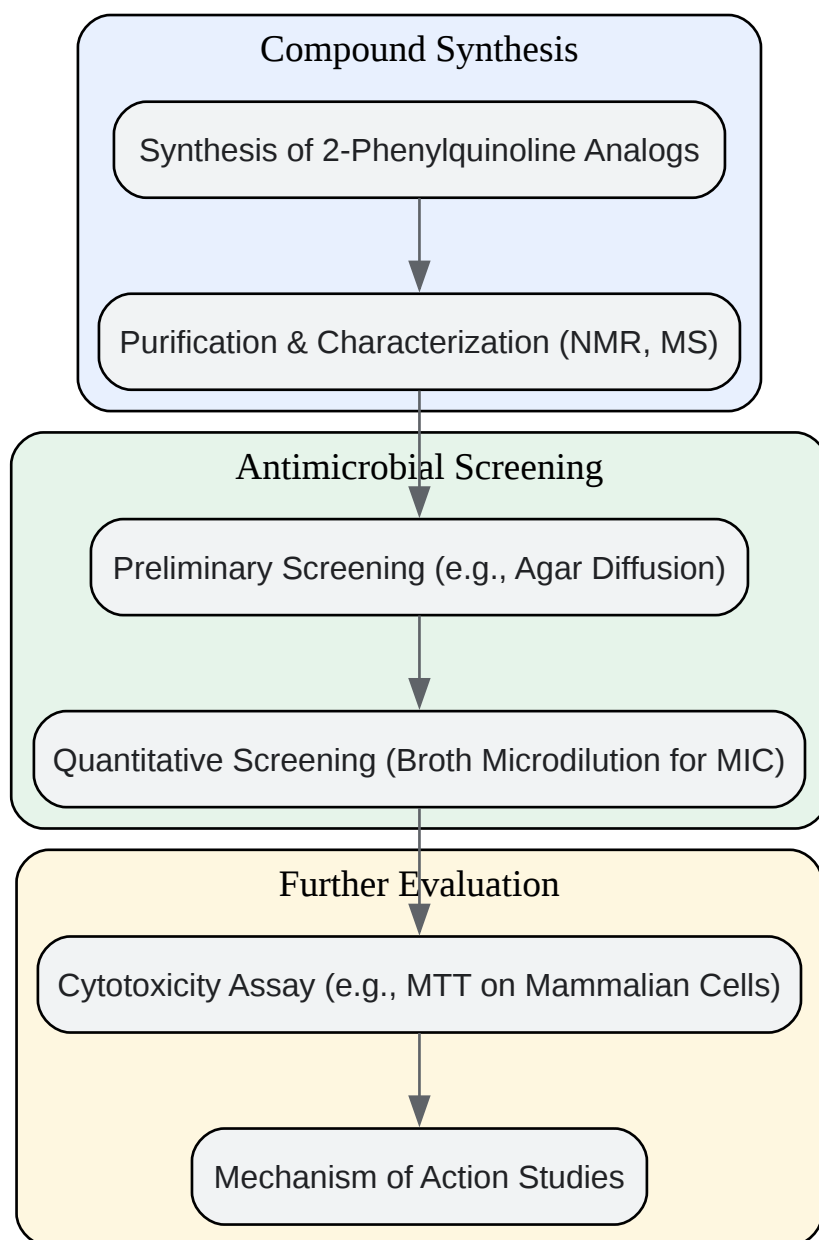 Compound Synthesis
Synthesis of 2-Phenylquinoline Analogs
Purification & Characterization (NMR, MS)
Antimicrobial Screening
Preliminary Screening (e.g., Agar Diffusion)
Quantitative Screening (Broth Microdilution for MIC)
Further Evaluation
Cytotoxicity Assay (e.g., MTT on Mammalian Cells)
Mechanism of Action Studies